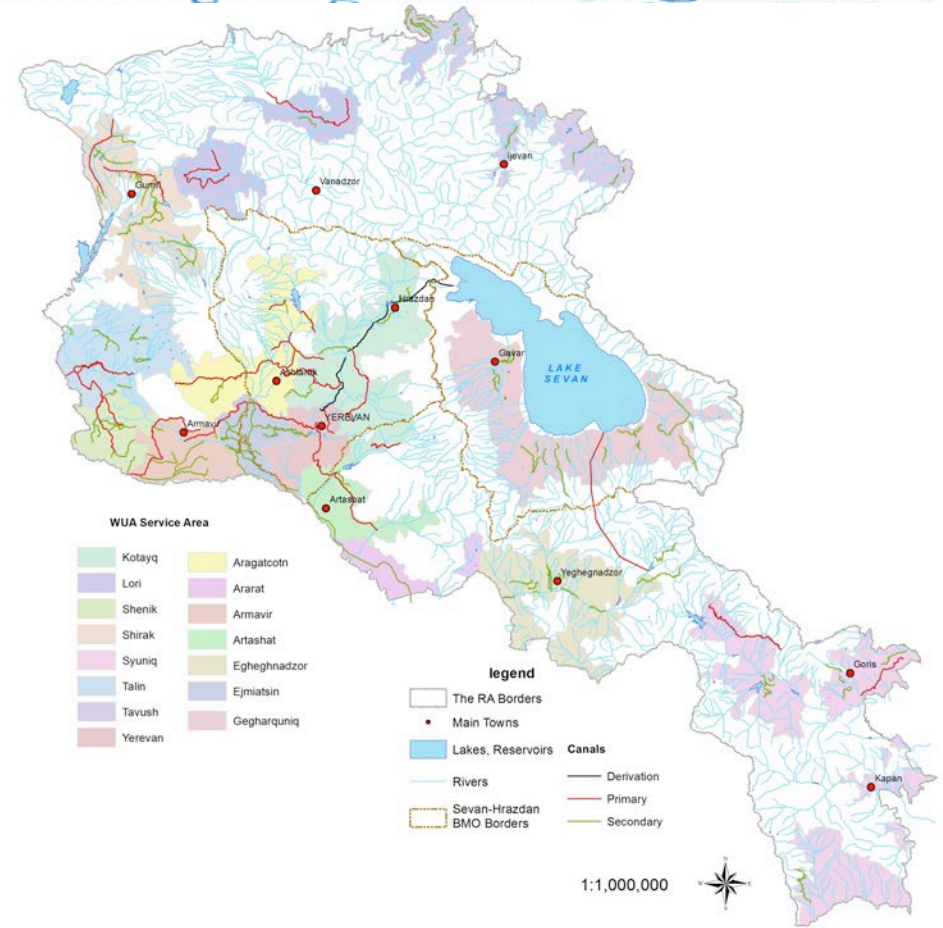 Ijevan
Gumri
Vanadzor
Hrazdan
Gavar
LAKE
SEVAN
Ashtarak
YEREVAN
Armavir
Artashat
Yeghegnadzor
Goris
Kapan
WUA Service Area
Kotayq
Lori
Shenik
Shirak
Syuniq
Talin
Tavush
Yerevan
Aragatcotn
Ararat
Armavir
Artashat
Egheghnadzor
Ejmiatsin
Gegharquniq
legend
The RA Borders
Main Towns
Lakes, Reservoirs
Rivers
Sevan-Hrazdan
BMO Borders
Canals
Derivation
Primary
Secondary
1:1,000,000
N
W
E
S